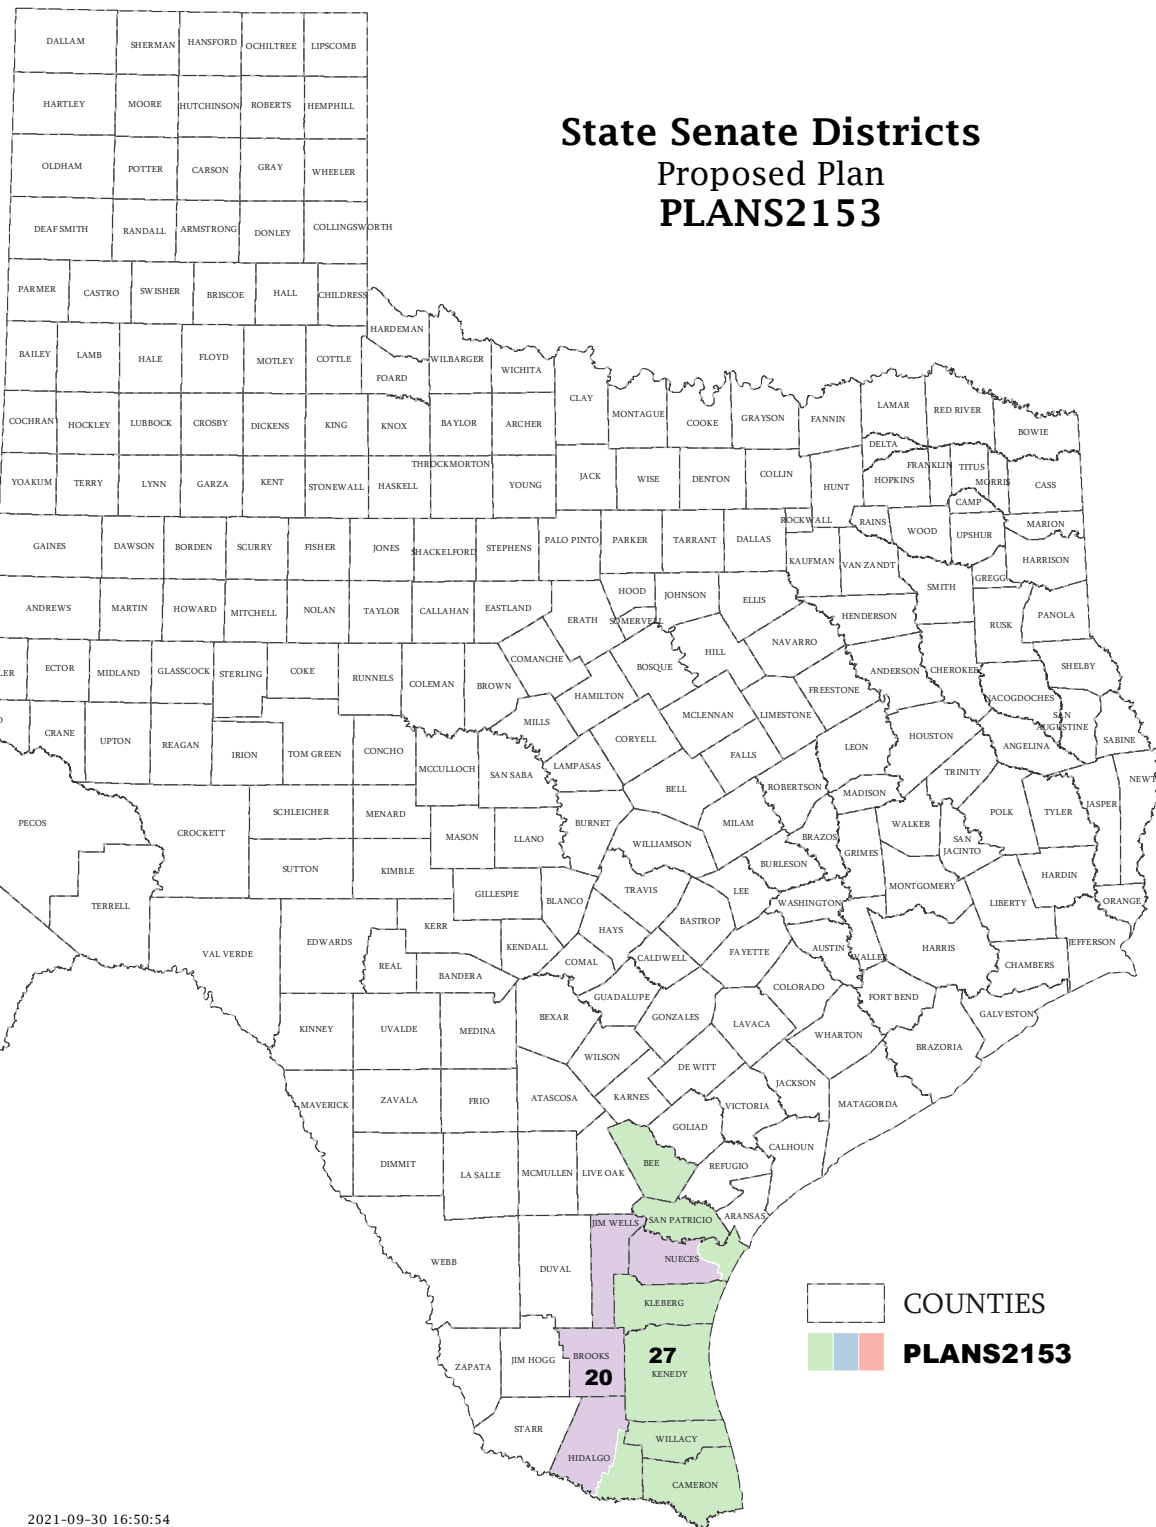 State Senate Districts
Proposed Plan
PLANS2153
DALLAM SHERMAN HANSFORD OCHILTREE LIPSCOMB
HARTLEY MOORE HUTCHINSON ROBERTS HEMPHILL
OLDHAM POTTER CARSON GRAY WHEELER
DEAF SMITH RANDALL ARMSTRONG DONLEY COLLINGSWORTH
PARMER CASTRO SWISHER BRISCOE HALL CHILDRESS
HARDEMAN
BAILEY LAMB HALE FLOYD MOTLEY COTTLE WILBARGER
FOARD WICHITA
CLAY
COCHRAN HOCKLEY LUBBOCK CROSBY DICKENS KING KNOX BAYLOR ARCHER MONTAGUE COOKE GRAYSON FANNIN LAMAR RED RIVER BOWIE
DELTA
THROCKMORTON FRANKLIN TITUS
YOAKUM TERRY LYNN GARZA KENT STONEWALL HASKELL YOUNG JACK WISE DENTON COLLIN HUNT HOPKINS MORRIS CASS
CAMP
ROCKWALL RAINS WOOD UPSHUR MARION
GAINES DAWSON BORDEN SCURRY FISHER JONES SHACKELFORD STEPHENS PALO PINTO PARKER TARRANT DALLAS
KAUFMAN VAN ZANDT HARRISON
SMITH GREGG
ANDREWS MARTIN HOWARD MITCHELL NOLAN TAYLOR CALLAHAN EASTLAND ERATH HOOD JOHNSON ELLIS
SOMERVELL HENDERSON RUSK PANOLA
NAVARRO
LER ECTOR MIDLAND GLASSCOCK STERLING COKE RUNNELS COLEMAN BROWN COMANCHE BOSQUE HILL ANDERSON CHEROKEE SHELBY
HAMILTON FREESTONE NACOGDOCHES
MILLS MCLENNAN LIMESTONE SAN AUGUSTINE
CRANE UPTON REAGAN IRION TOM GREEN CONCHO CORYELL FALLS LEON HOUSTON ANGELINA SABINE
MCCULLOCH SAN SABA LAMPASAS TRINITY
BELL ROBERTSON MADISON NEWT
PECOS CROCKETT SCHLEICHER MENARD MASON LLANO BURNET MILAM BRAZOS WALKER SAN JACINTO POLK TYLER JASPER
WILLIAMSON GRIMES
SUTTON KIMBLE BURLESON HARDIN
TERRELL GILLESPIE BLANCO TRAVIS LEE WASHINGTON MONTGOMERY LIBERTY ORANGE
KERR HAYS BASTROP
VAL VERDE EDWARDS KENDALL CALDWELL FAYETTE AUSTIN WALLER HARRIS JEFFERSON
REAL BANDERA COMAL CHAMBERS
GUADALUPE COLORADO FORT BEND
KINNEY UVALDE MEDINA BEXAR GONZALES LAVACA WHARTON GALVESTON
WILSON BRAZORIA
DE WITT
MAVERICK ZAVALA FRIO ATASCOSA KARNES VICTORIA JACKSON MATAGORDA
GOLIAD
CALHOUN
DIMMIT LA SALLE MCMULLEN LIVE OAK BEE REFUGIO
JIM WELLS SAN PATRICIO ARANSAS
WEBB DUVAL NUECES
KLEBERG
ZAPATA JIM HOGG BROOKS 27
20 KENEDY
STARR WILLACY
HIDALGO CAMERON
COUNTIES
PLANS2153
2021-09-30 16:50:54